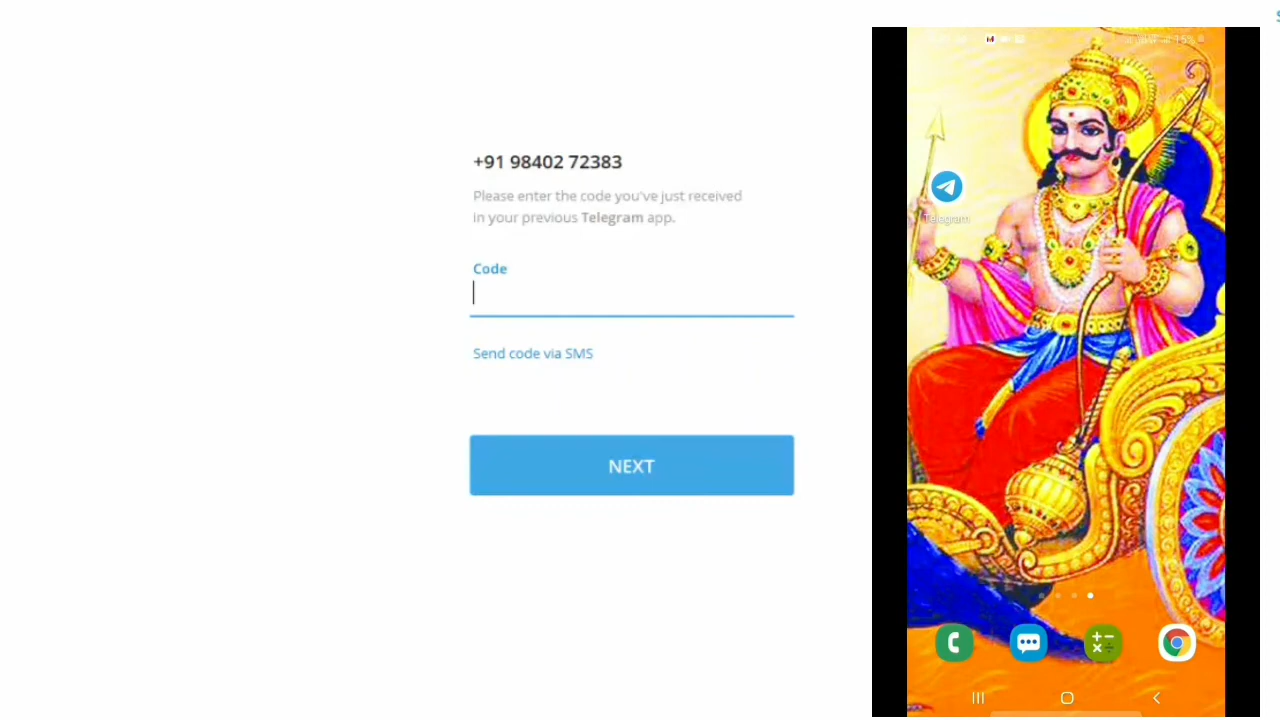 +91 98402 72383
Please enter the code you've just received
in your previous Telegram app.
Code
Send code via SMS
NEXT
15%
Telegram